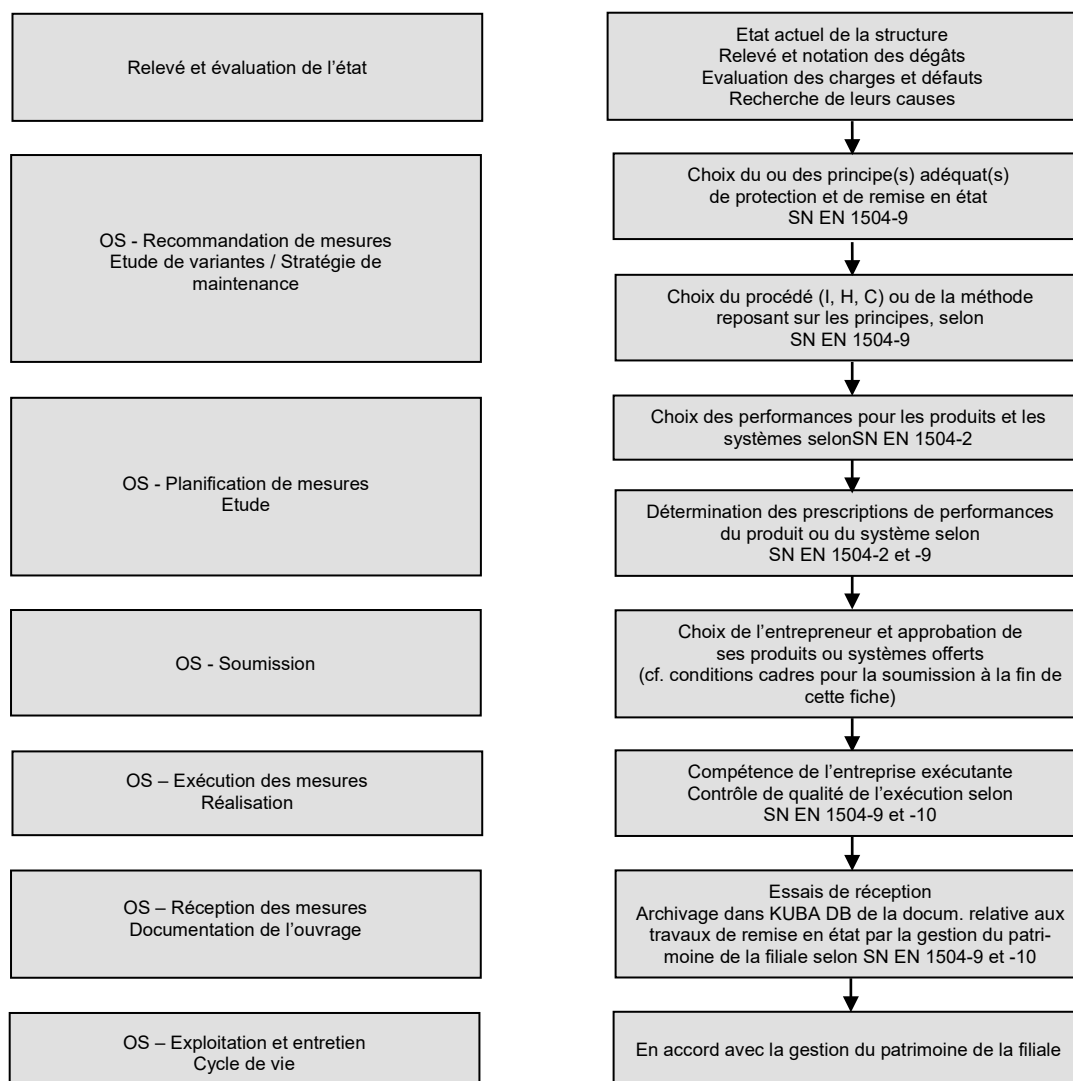 Relevé et évaluation de l'état
Etat actuel de la structure
Relevé et notation des dégâts
Evaluation des charges et défauts
Recherche de leurs causes
OS - Recommandation de mesures
Etude de variantes / Stratégie de
maintenance
Choix du ou des principe(s) adéquat(s)
de protection et de remise en état
SN EN 1504-9
Choix du procédé (I, H, C) ou de la méthode
reposant sur les principes, selon
SN EN 1504-9
OS - Planification de mesures
Etude
Choix des performances pour les produits et les
systèmes selonSN EN 1504-2
Détermination des prescriptions de performances
du produit ou du système selon
SN EN 1504-2 et -9
OS - Soumission
Choix de l'entrepreneur et approbation de
ses produits ou systèmes offerts
(cf. conditions cadres pour la soumission à la fin de
cette fiche)
OS – Exécution des mesures
Réalisation
Compétence de l'entreprise exécutante
Contrôle de qualité de l'exécution selon
SN EN 1504-9 et -10
OS – Réception des mesures
Documentation de l'ouvrage
Essais de réception
Archivage dans KUBA DB de la docum. relative aux
travaux de remise en état par la gestion du patri-
moine de la filiale selon SN EN 1504-9 et -10
OS – Exploitation et entretien
Cycle de vie
En accord avec la gestion du patrimoine de la filiale